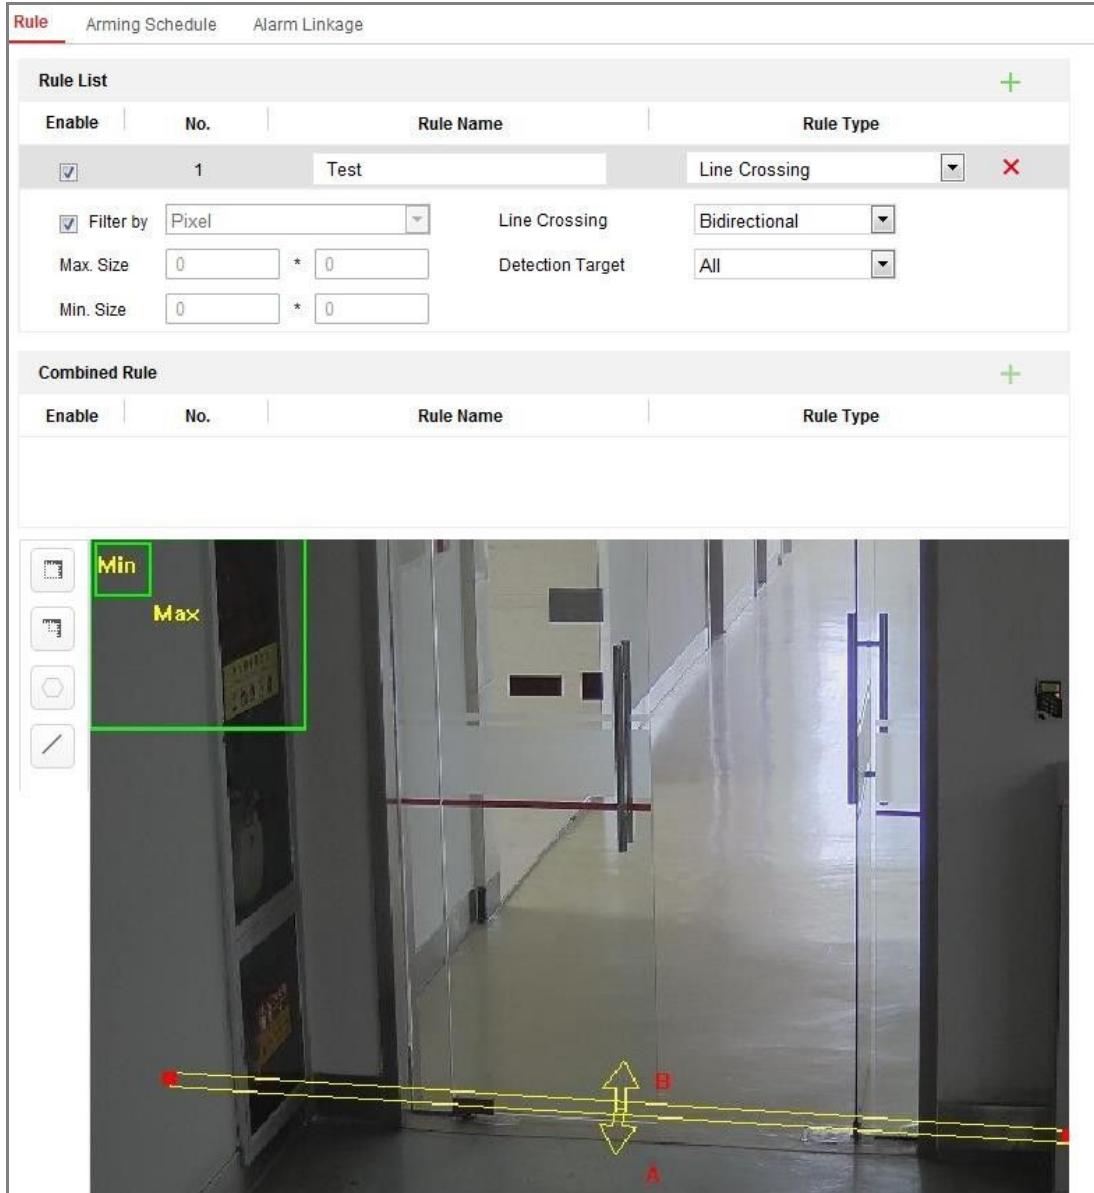 Rule Arming Schedule Alarm Linkage
Rule List
Enable No. Rule Name Rule Type
1 Test Line Crossing
Filter by Pixel Line Crossing Bidirectional
Max. Size 0 * 0 Detection Target All
Min. Size 0 * 0
Combined Rule
Enable No. Rule Name Rule Type
Min
Max
B
A